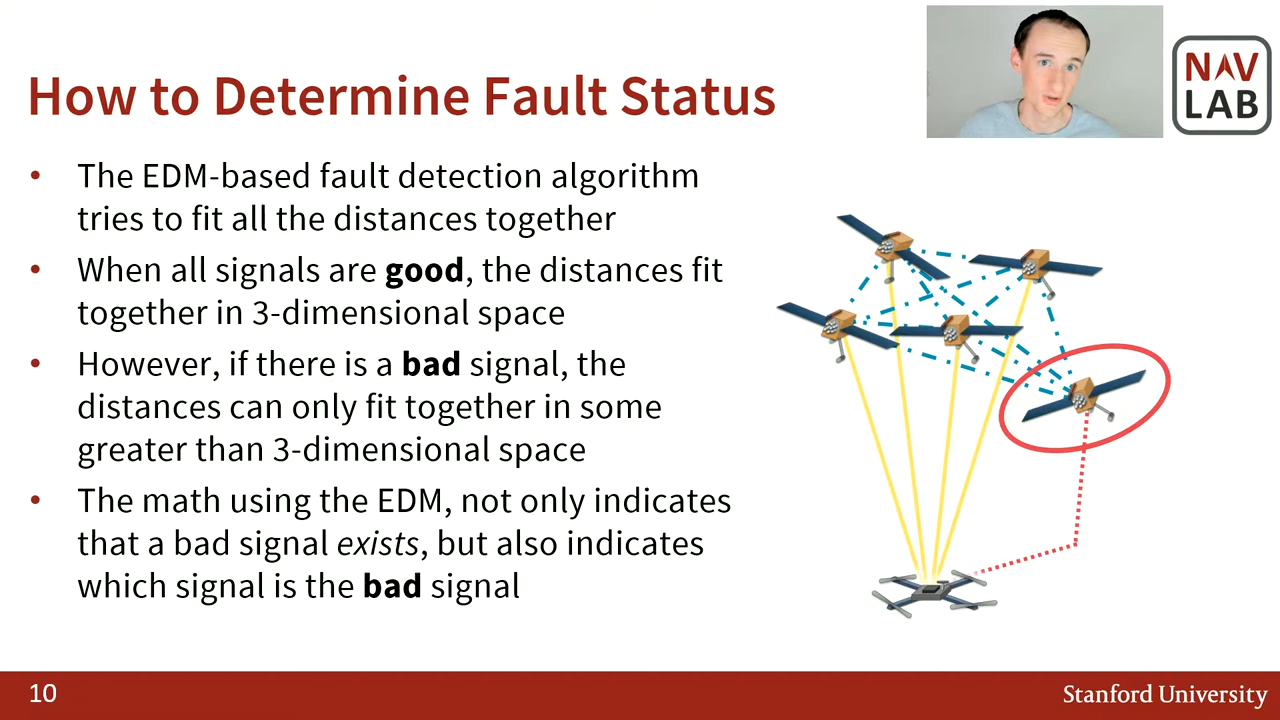 How to Determine Fault Status
NAV
LAB
• The EDM-based fault detection algorithm
tries to fit all the distances together
• When all signals are good, the distances fit
together in 3-dimensional space
• However, if there is a bad signal, the
distances can only fit together in some
greater than 3-dimensional space
• The math using the EDM, not only indicates
that a bad signal exists, but also indicates
which signal is the bad signal
10
Stanford University